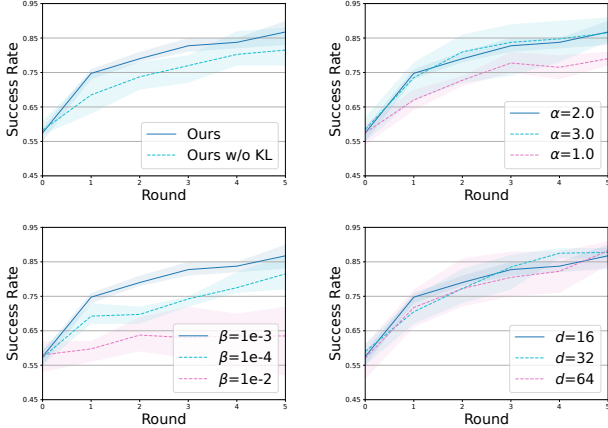 0.95
0.85
0.75
0.65
0.55
0.45
Success Rate
0 1 2 3 4 5
Round
Ours
Ours w/o KL
0.95
0.85
0.75
0.65
0.55
0.45
Success Rate
0 1 2 3 4 5
Round
α=2.0
α=3.0
α=1.0
0.95
0.85
0.75
0.65
0.55
0.45
Success Rate
0 1 2 3 4 5
Round
β=1e-3
β=1e-4
β=1e-2
0.95
0.85
0.75
0.65
0.55
0.45
Success Rate
0 1 2 3 4 5
Round
d=16
d=32
d=64